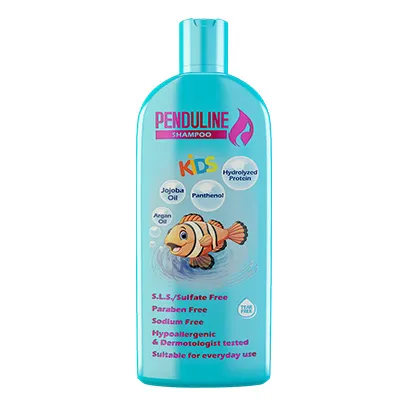 PENDULINE
SHAMPOO
KIDS
Hydrolyzed
Protein
Jojoba
Oil
Panthenol
Argan
Oil
S.L.S./Sulfate Free
Paraben Free
Sodium Free
Hypoallergenic
& Dermotologist tested
Suitable for everyday use
TEAR
FREE